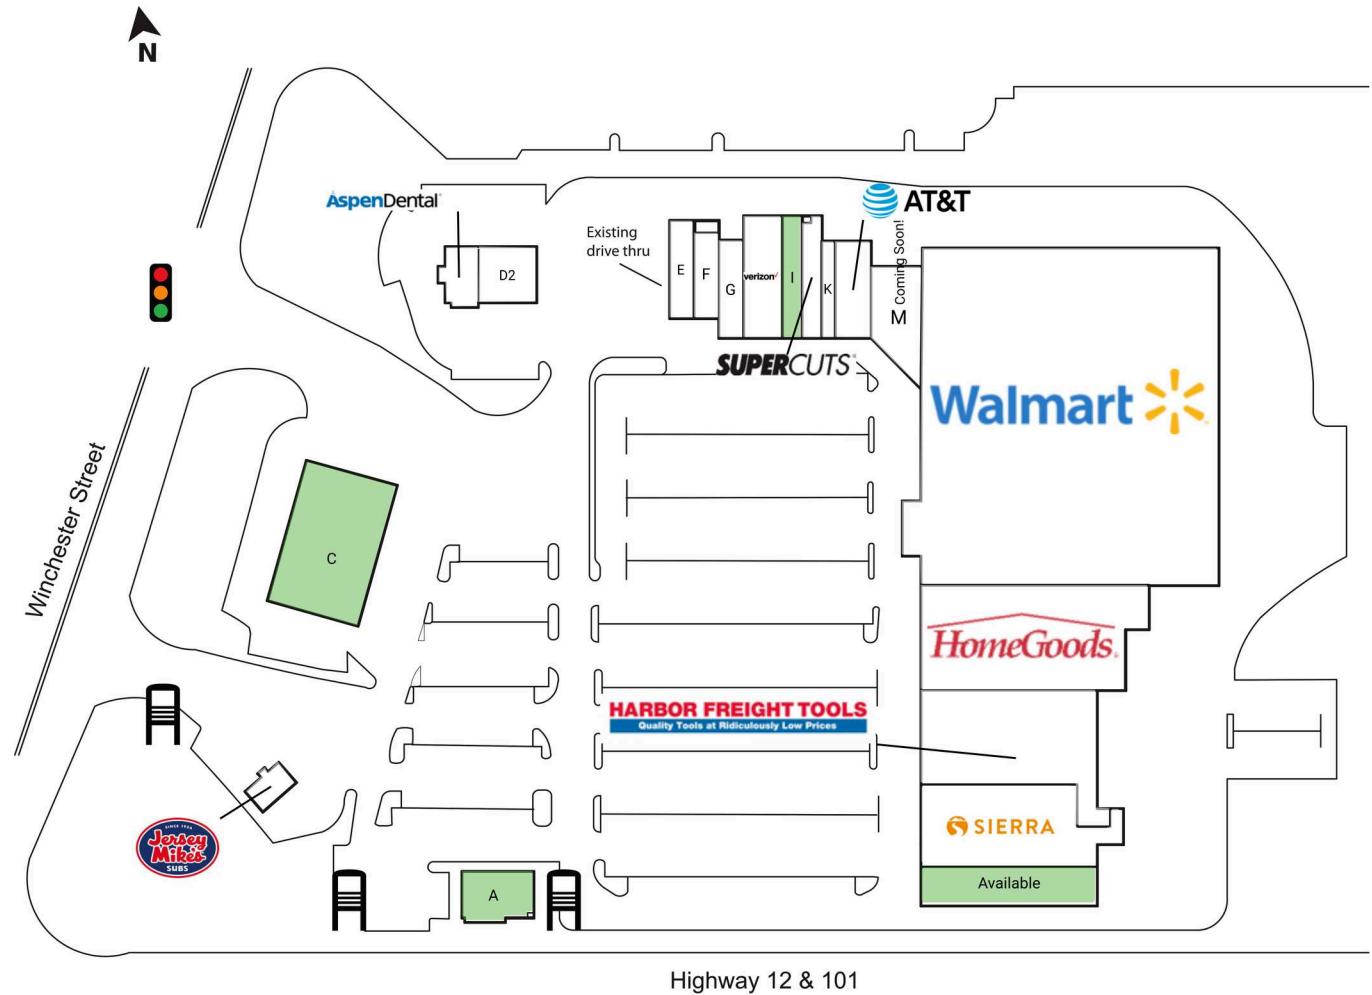 N
AspenDental
D2
Existing
drive thru
E
F
G
verizon
I
K
AT&T
M Coming Soon!
SUPERCUTS
Walmart
C
Winchester Street
HomeGoods
HARBOR FREIGHT TOOLS
Quality Tools at Ridiculously Low Prices
SIERRA
SINCE 1956
Jersey
Mike's
SUBS
A
Available
Highway 12 & 101